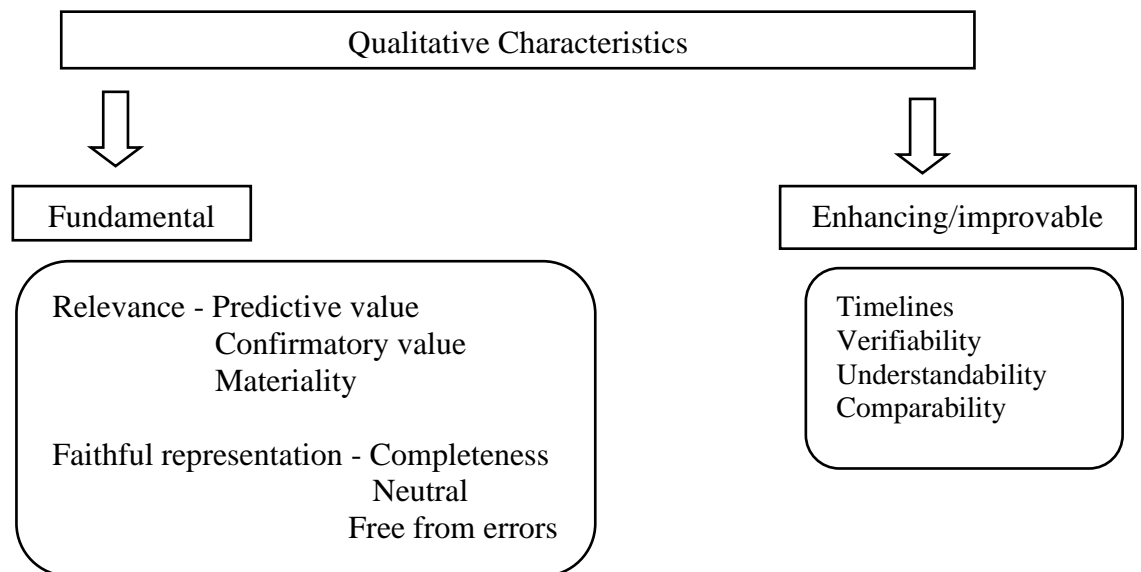 Qualitative Characteristics
Fundamental
Relevance - Predictive value
Confirmatory value
Materiality
Faithful representation - Completeness
Neutral
Free from errors
Enhancing/improvable
Timelines
Verifiability
Understandability
Comparability